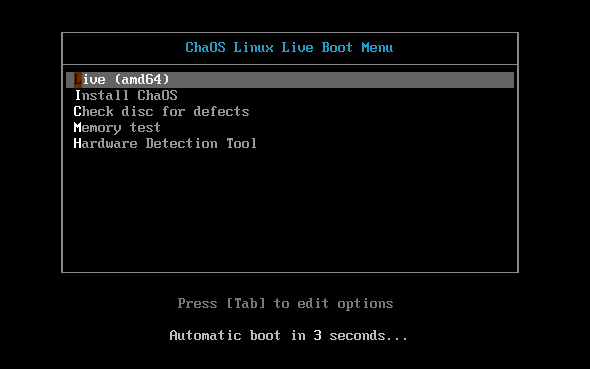 ChaOS Linux Live Boot Menu
Live (amd64)
Install ChaOS
Check disc for defects
Memory test
Hardware Detection Tool
Press [Tab] to edit options
Automatic boot in 3 seconds...